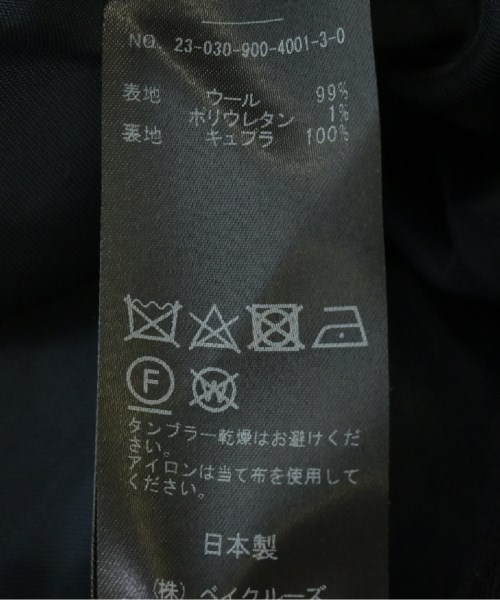 NO. 23-030-900-4001-3-0
表地 ウール 99%
ポリウレタン 1%
裏地 キュプラ 100%
F W
タンブラー乾燥はお避けくだ
さい。
アイロンは当て布を使用して
ください。
日本製
(株) ベイクルーズ